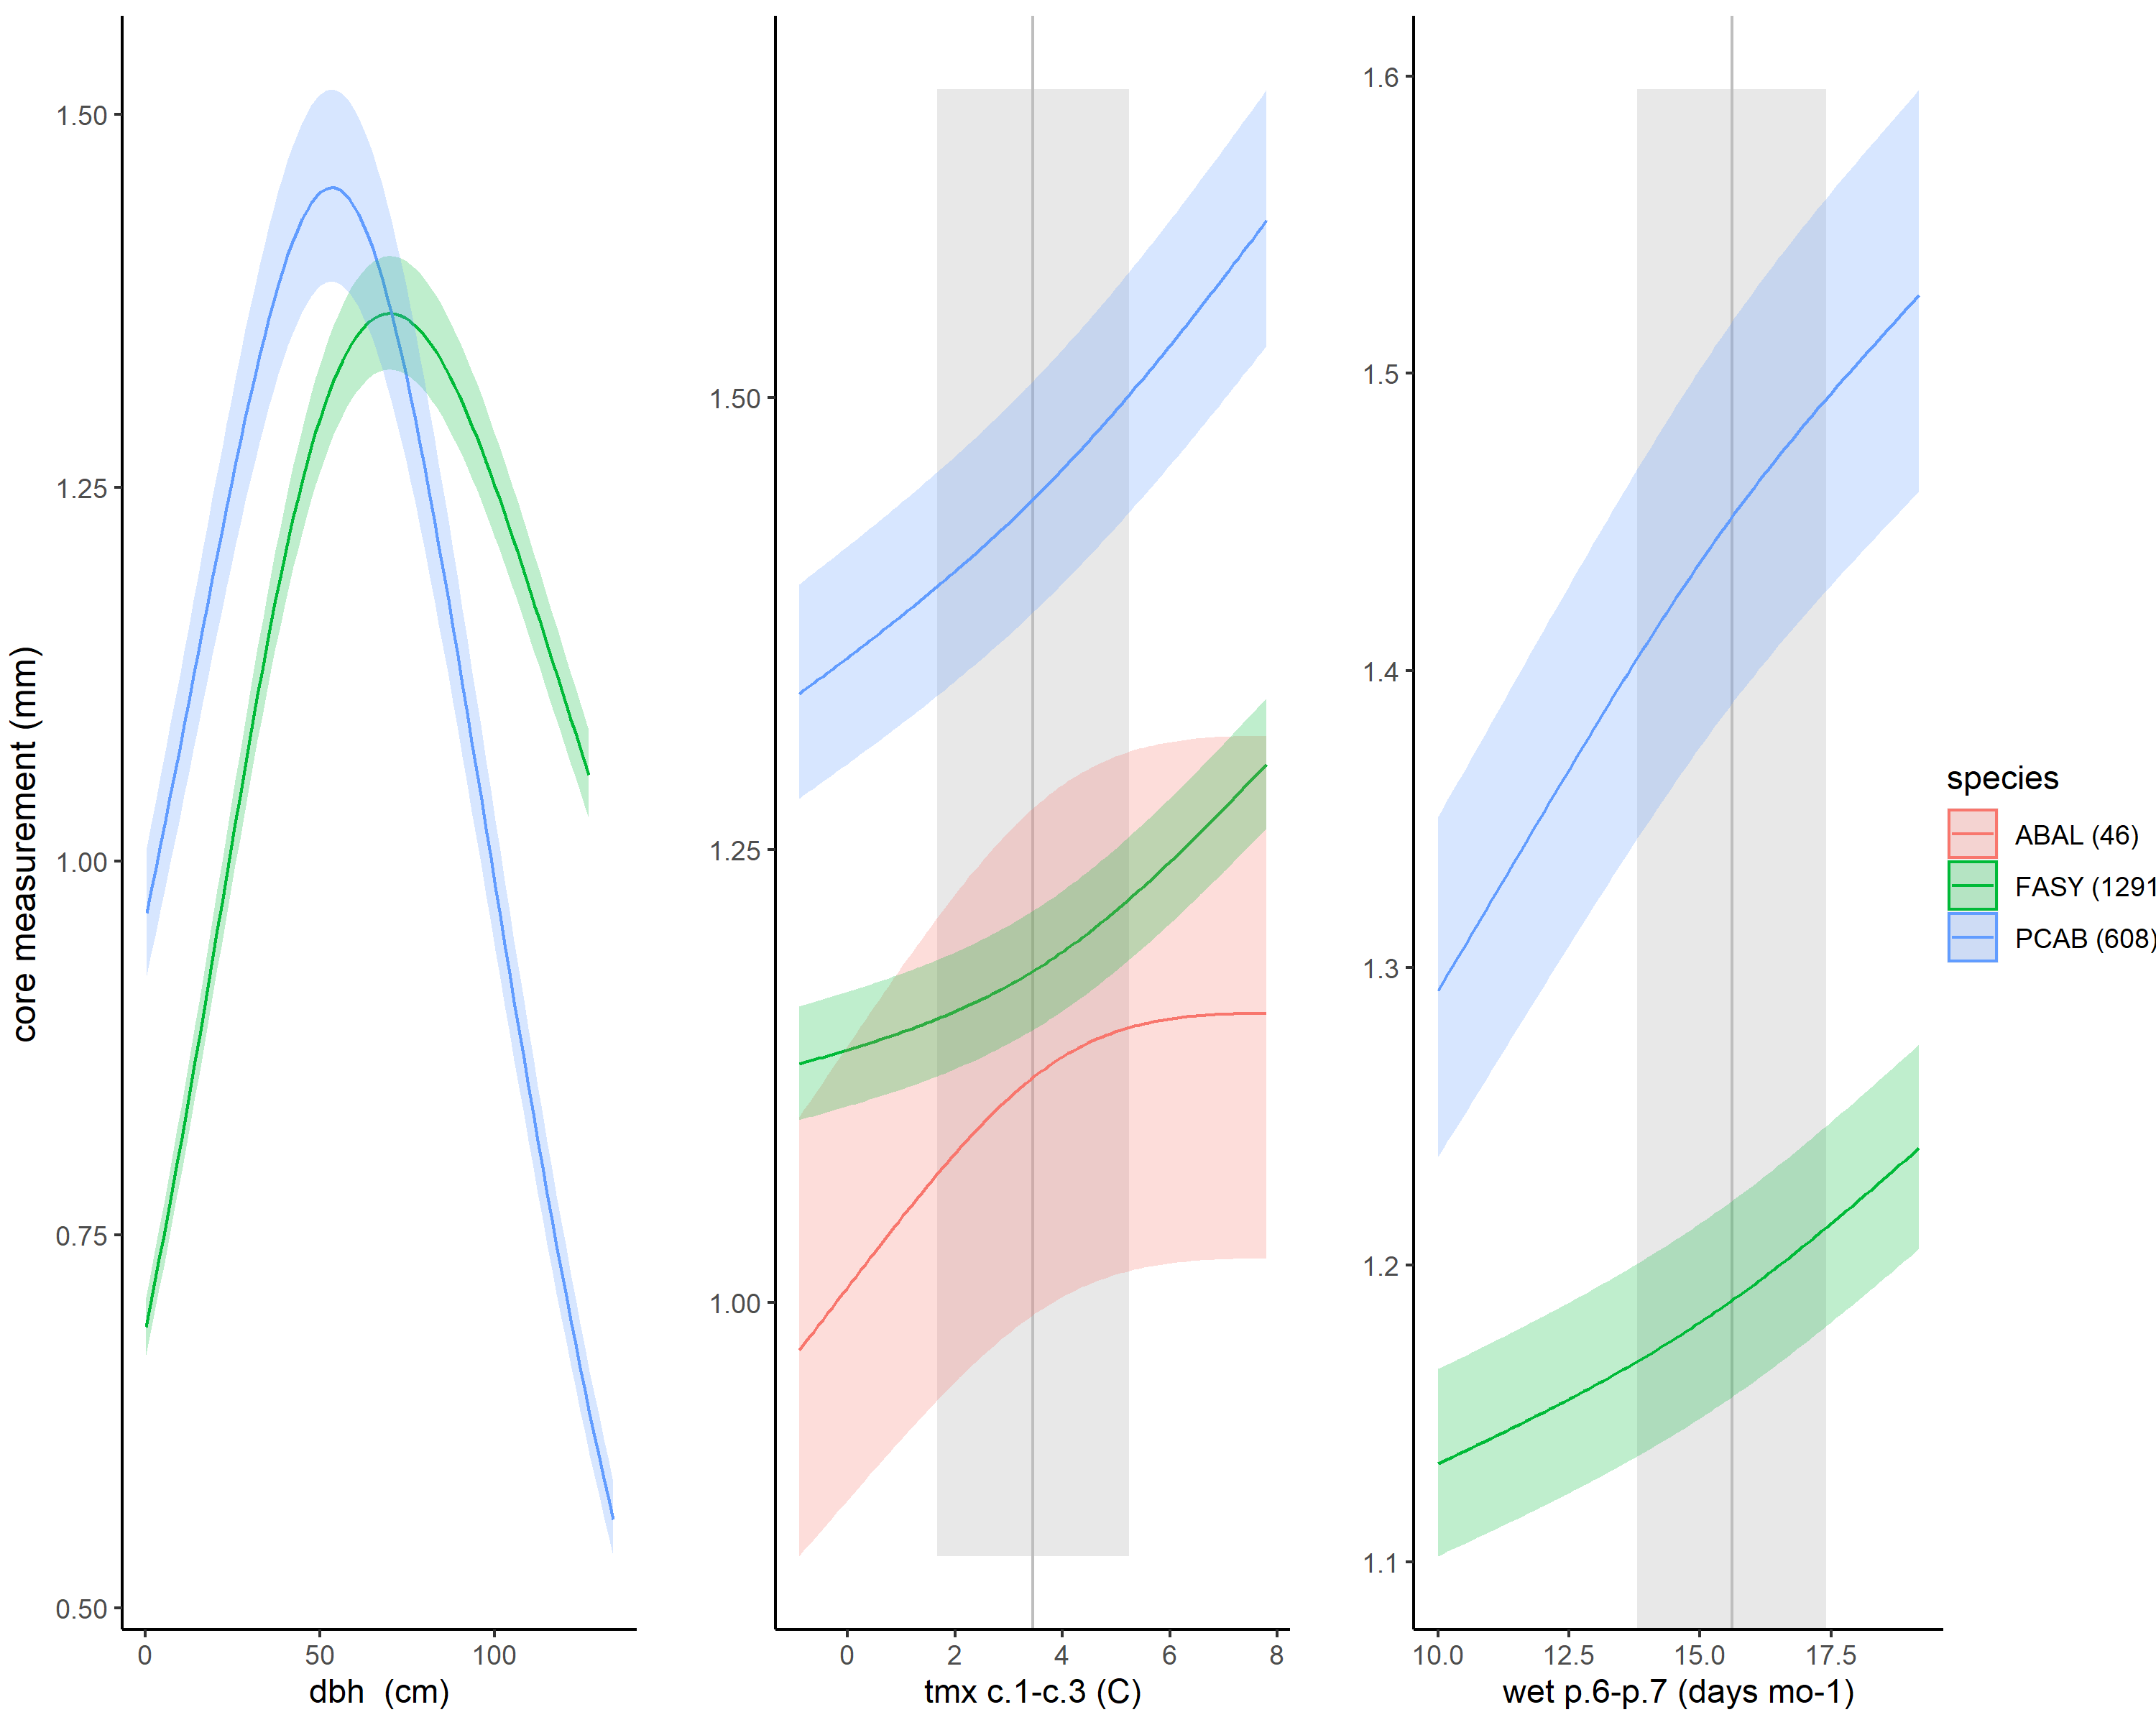 core measurement (mm)
1.50
1.25
1.00
0.75
0.50
0 50 100
dbh (cm)
1.50
1.25
1.00
0 2 4 6 8
tmx c.1-c.3 (C)
1.6
1.5
1.4
1.3
1.2
1.1
10.0 12.5 15.0 17.5
wet p.6-p.7 (days mo-1)
species
ABAL (46)
FASY (1291
PCAB (608)